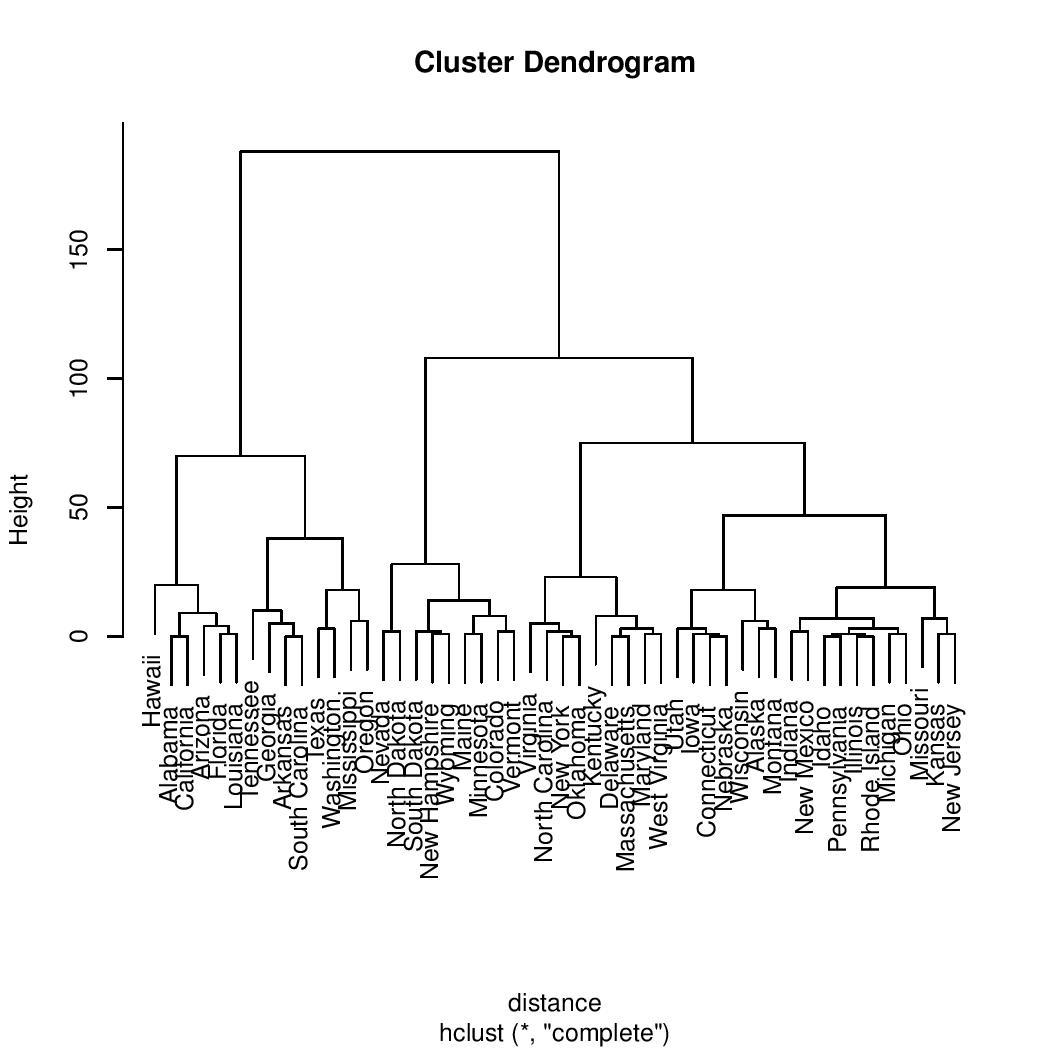 Cluster Dendrogram
Height
150
100
50
0
Hawaii
Alabama
California
Arizona
Florida
Louisiana
Tennessee
Georgia
Arkansas
South Carolina
Texas
Washington
Mississippi
Oregon
Nevada
North Dakota
South Dakota
New Hampshire
Wyoming
Maine
Minnesota
Colorado
Vermont
Virginia
North Carolina
New York
Oklahoma
Kentucky
Delaware
Massachusetts
Maryland
West Virginia
Utah
Iowa
Connecticut
Nebraska
Wisconsin
Alaska
Montana
Indiana
New Mexico
Idaho
Pennsylvania
Illinois
Rhode Island
Michigan
Ohio
Missouri
Kansas
New Jersey
distance
hclust (*, "complete")